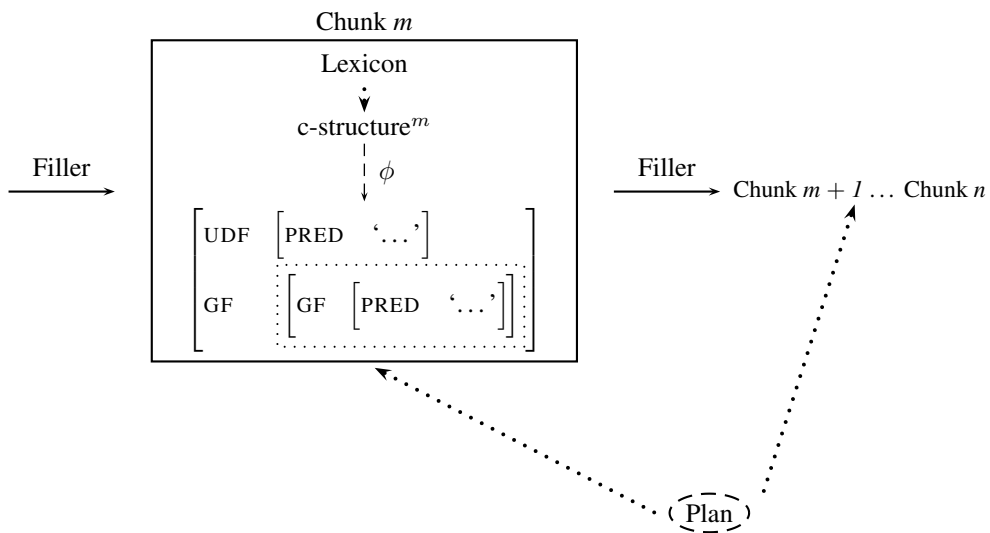 Chunk m
Lexicon
c-structure^m
Filler
ϕ
Filler
Chunk m + 1 … Chunk n
UDF [PRED ‘…’]
GF [GF [PRED ‘…’]]
Plan